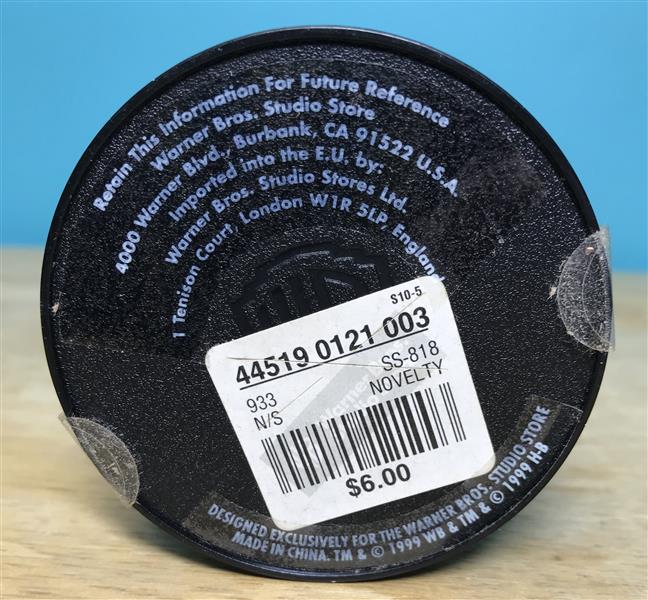 Retain This Information For Future Reference
Warner Bros. Studio Store
4000 Warner Blvd., Burbank, CA 91522 U.S.A.
Imported into the E.U. by:
Warner Bros. Studio Stores Ltd.
1 Tenison Court, London W1R 5LP, England
S10-5
44519 0121 003
933 SS-818
N/S NOVELTY
$6.00
DESIGNED EXCLUSIVELY FOR THE WARNER BROS. STUDIO STORE
MADE IN CHINA. TM & © 1999 WB & TM & © 1999 H-B